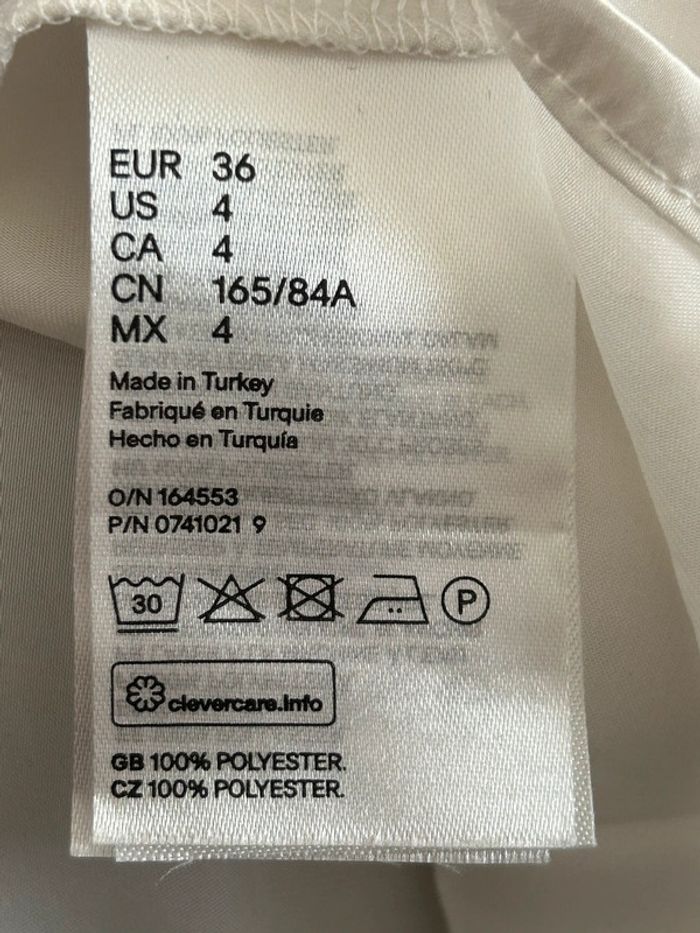 EUR 36
US 4
CA 4
CN 165/84A
MX 4
Made in Turkey
Fabriqué en Turquie
Hecho en Turquía
O/N 164553
P/N 0741021 9
30
P
clevercare.info
GB 100% POLYESTER.
CZ 100% POLYESTER.